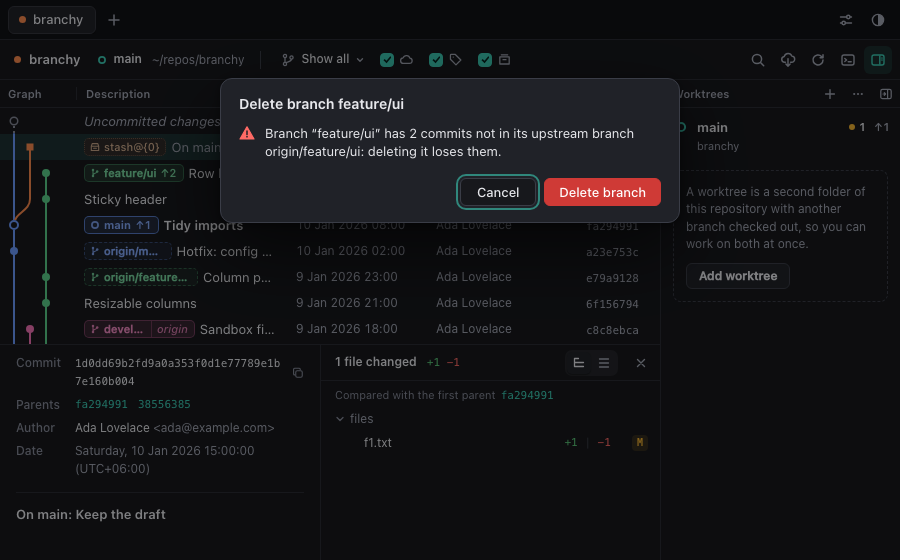 branchy
branchy main ~/repos/branchy Show all
Graph Description
Worktrees
Uncommitted changes
stash@{0} On main
feature/ui ↑2 Row
Sticky header
main ↑1 Tidy imports 10 Jan 2026 08:00 Ada Lovelace fa294991
origin/m... Hotfix: config ... 10 Jan 2026 02:00 Ada Lovelace a23e753c
origin/feature... Column p... 9 Jan 2026 23:00 Ada Lovelace e79a9128
Resizable columns 9 Jan 2026 21:00 Ada Lovelace 6f156794
devel... origin Sandbox fi... 9 Jan 2026 18:00 Ada Lovelace c8c8ebca
Delete branch feature/ui
Branch “feature/ui” has 2 commits not in its upstream branch
origin/feature/ui: deleting it loses them.
Cancel Delete branch
main 1 ↑1
branchy
A worktree is a second folder of
this repository with another
branch checked out, so you can
work on both at once.
Add worktree
Commit 1d0dd69b2fd9a0a353f0d1e77789e1b
7e160b004
Parents fa294991 38556385
Author Ada Lovelace <ada@example.com>
Date Saturday, 10 Jan 2026 15:00:00
(UTC+06:00)
On main: Keep the draft
1 file changed +1 −1
Compared with the first parent fa294991
files
f1.txt +1 −1 M